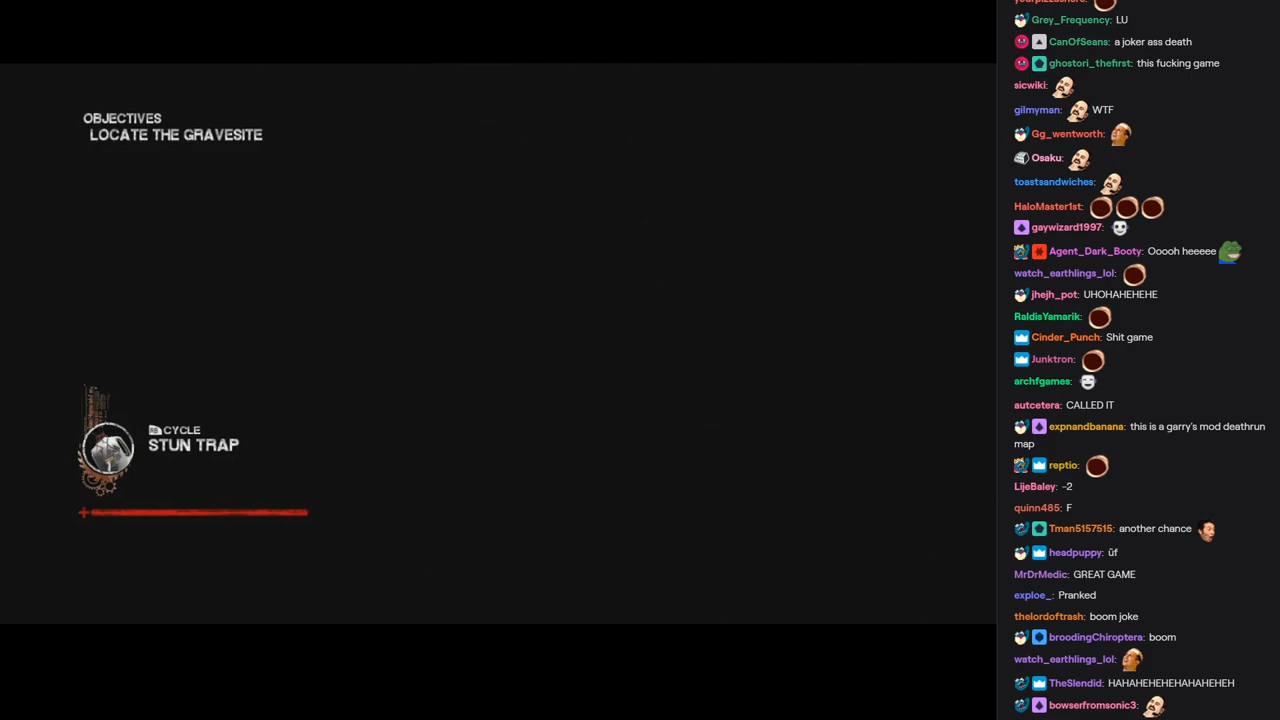 OBJECTIVES
LOCATE THE GRAVESITE
RB CYCLE
STUN TRAP
Grey_Frequency: LU
CanOfSeans: a joker ass death
ghostori_thefirst: this fucking game
sicwiki:
gilmyman: WTF
Gg_wentworth:
Osaku:
toastsandwiches:
HaloMaster1st:
gaywizard1997:
Agent_Dark_Booty: Ooooh heeeee
watch_earthlings_lol:
jhejh_pot: UHOHAHEHEHE
RaldisYamarik:
Cinder_Punch: Shit game
Junktron:
archfgames:
autcetera: CALLED IT
expnandbanana: this is a garry's mod deathrun
map
reptio:
LijeBaley: -2
quinn485: F
Tman5157515: another chance
headpuppy: ūf
MrDrMedic: GREAT GAME
exploe_: Pranked
thelordoftrash: boom joke
broodingChiroptera: boom
watch_earthlings_lol:
TheSlendid: HAHAHEHEHEHAHAHEHEH
bowserfromsonic3: